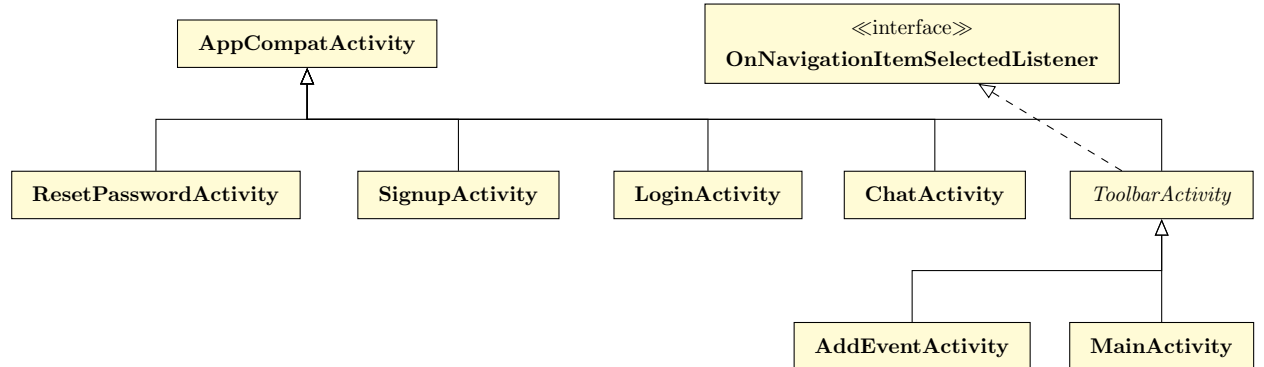 AppCompatActivity
≪interface≫
OnNavigationItemSelectedListener
ResetPasswordActivity
SignupActivity
LoginActivity
ChatActivity
ToolbarActivity
AddEventActivity
MainActivity